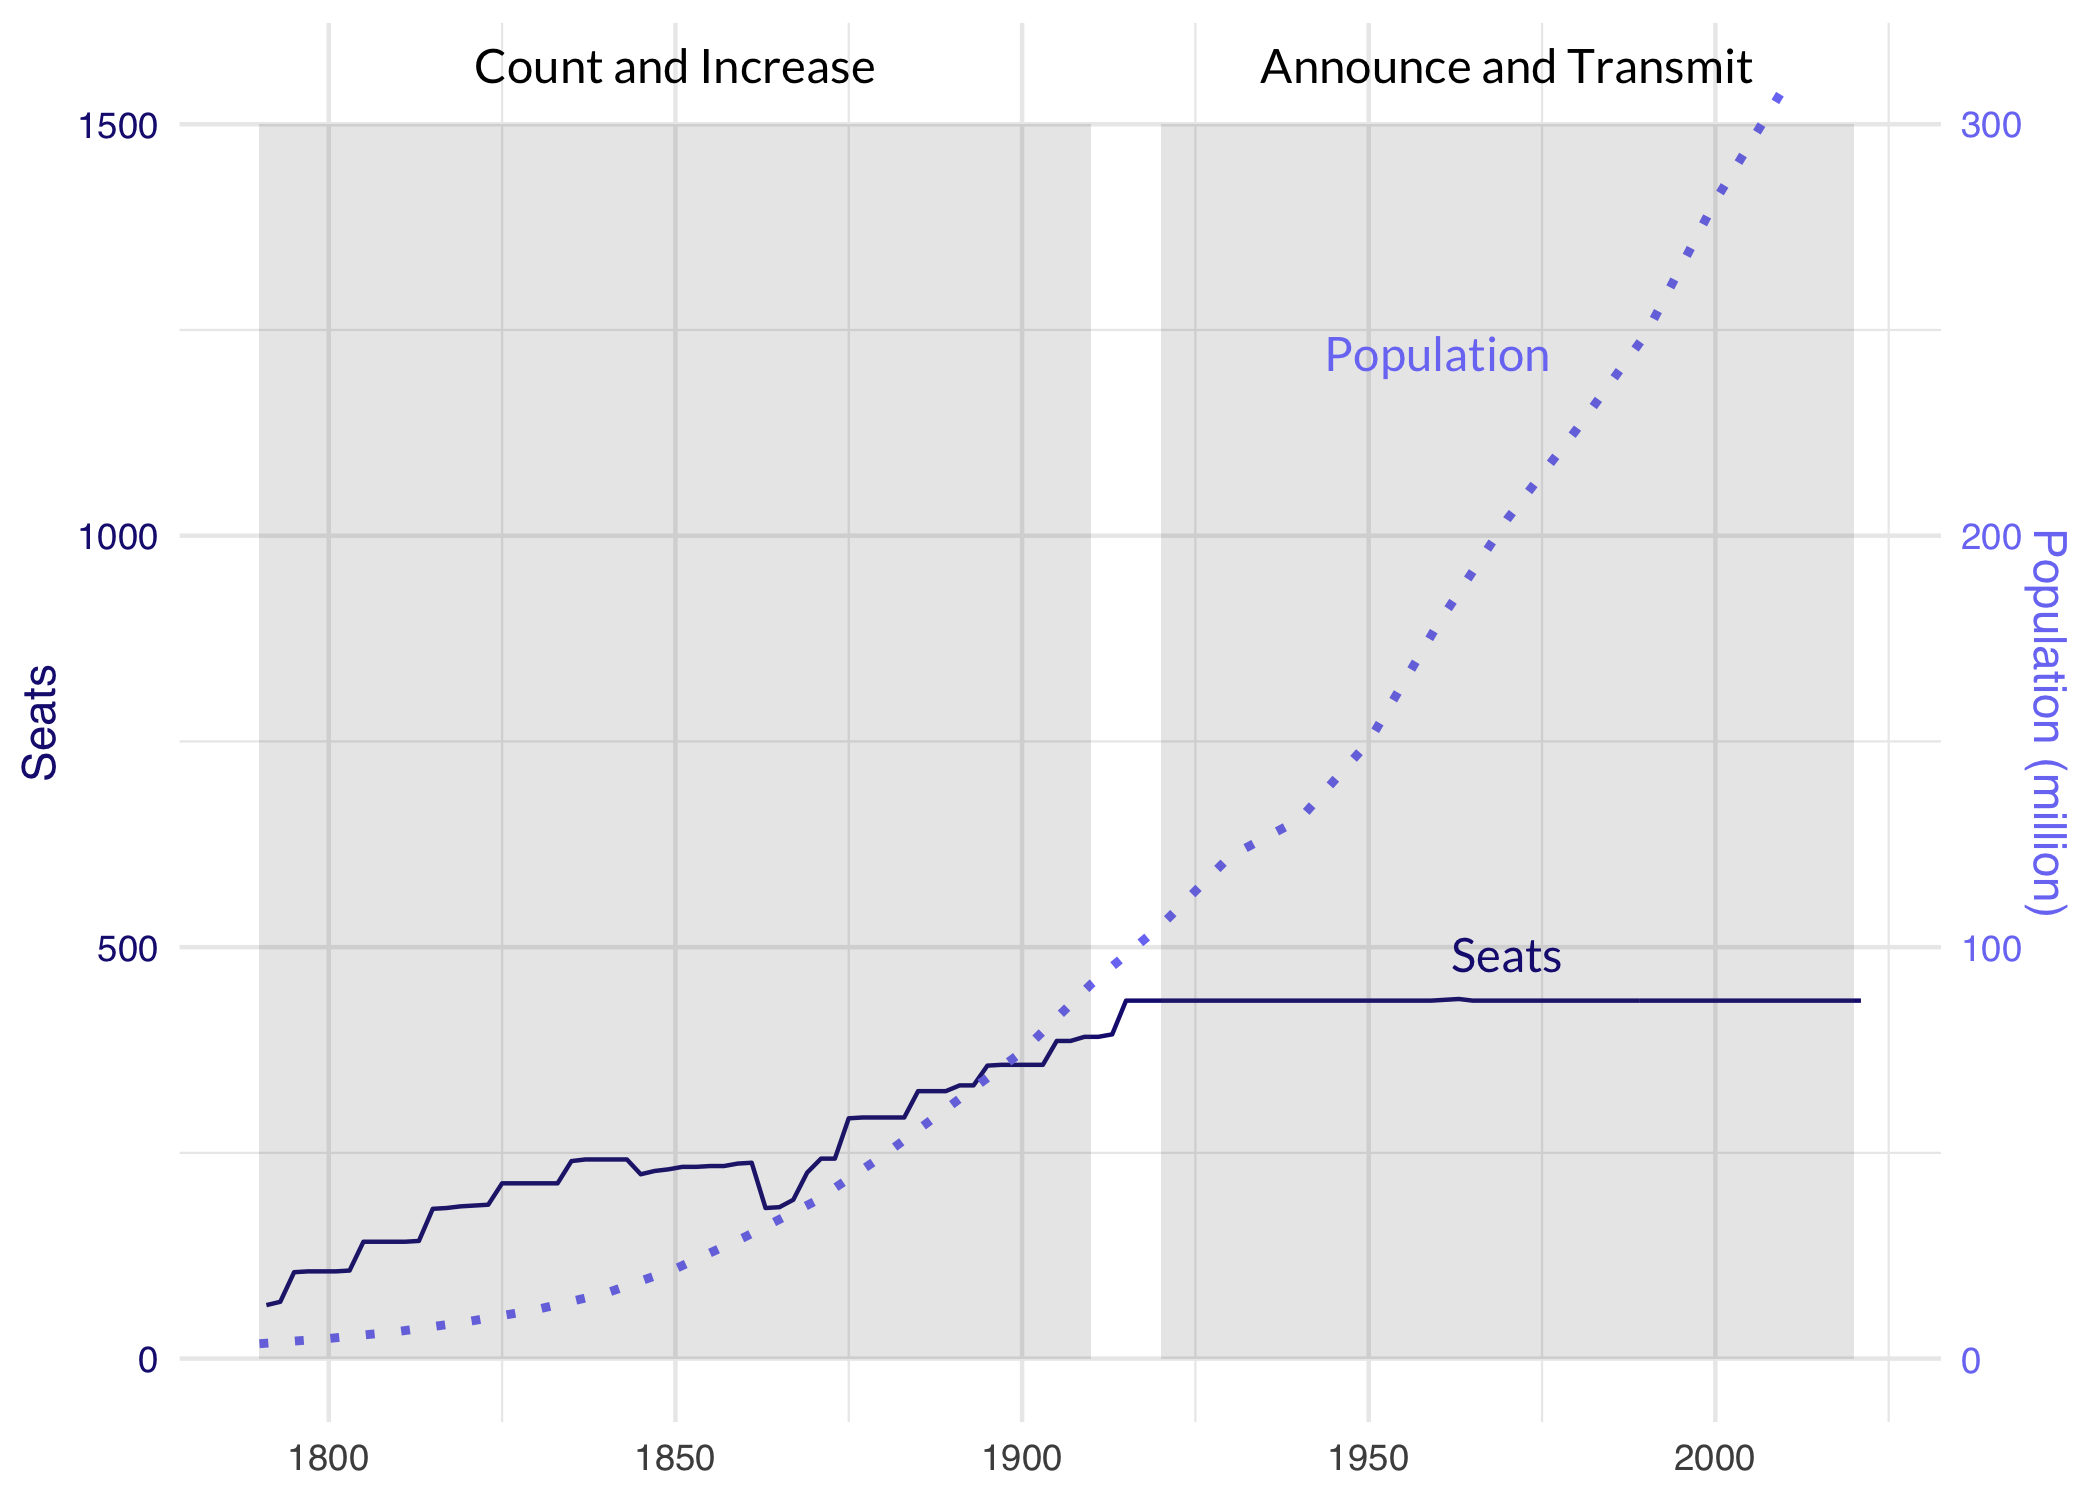 Count and Increase
Announce and Transmit
1500
1000
500
0
Seats
300
200
100
0
Population (million)
Population
Seats
1800
1850
1900
1950
2000